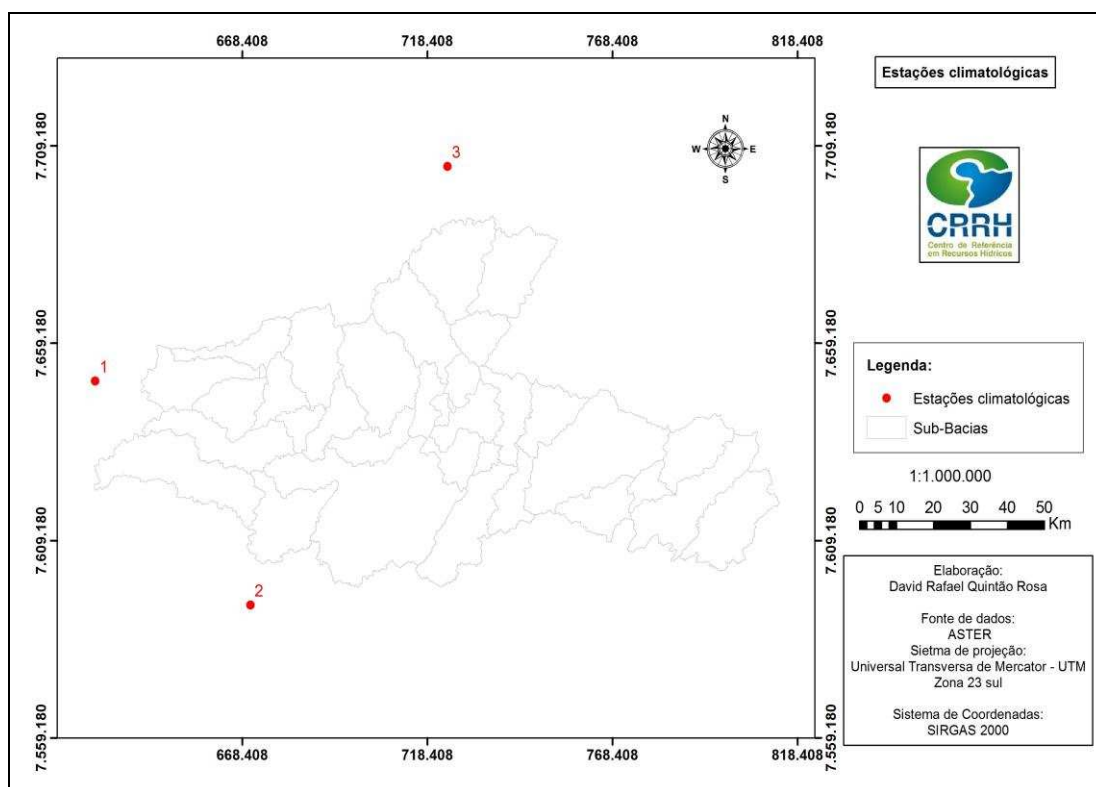 668.408 718.408 768.408 818.408
Estações climatológicas
N
W E
S
7.709.180 7.709.180
3
CRRH
Centro de Referência
em Recursos Hídricos
7.659.180 7.659.180
1
Legenda:
Estações climatológicas
Sub-Bacias
1:1.000.000
0 5 10 20 30 40 50
Km
7.609.180 7.609.180
2
Elaboração:
David Rafael Quintão Rosa
Fonte de dados:
ASTER
Sietma de projeção:
Universal Transversa de Mercator - UTM
Zona 23 sul
Sistema de Coordenadas:
SIRGAS 2000
7.559.180 7.559.180
668.408 718.408 768.408 818.408